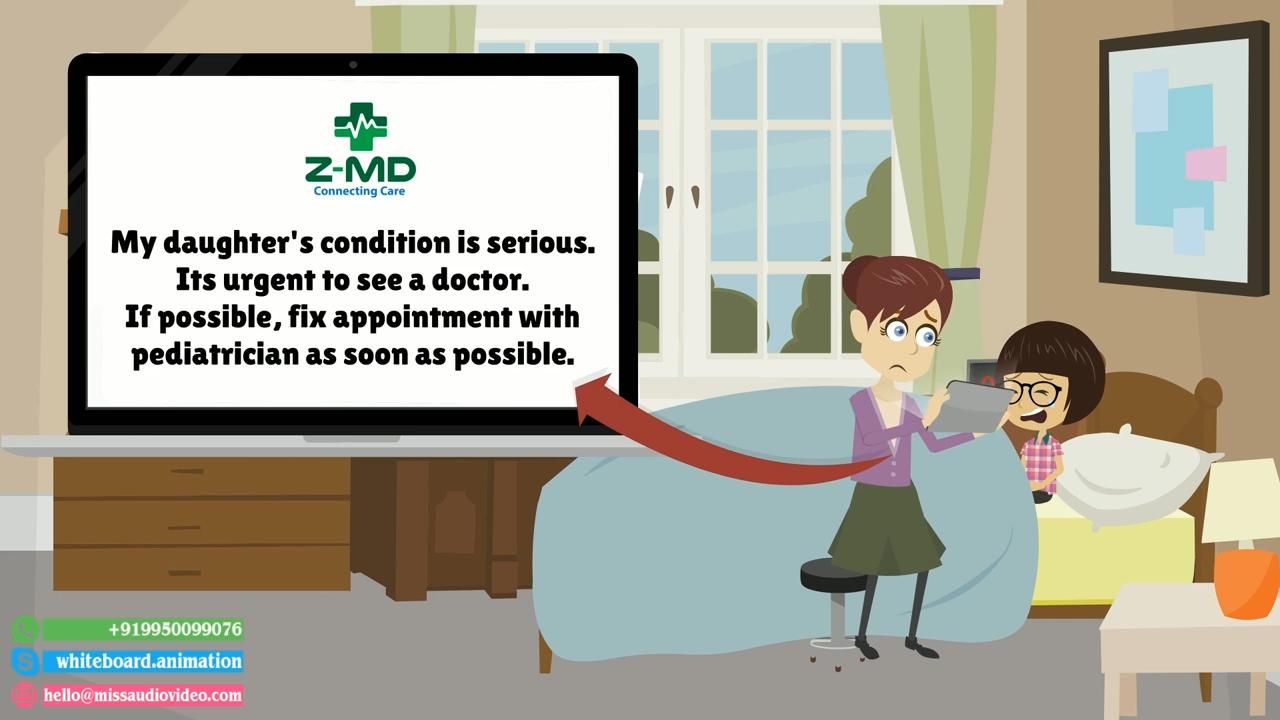 Z-MD
Connecting Care
My daughter's condition is serious.
Its urgent to see a doctor.
If possible, fix appointment with
pediatrician as soon as possible.
+919950099076
whiteboard.animation
hello@missaudiovideo.com